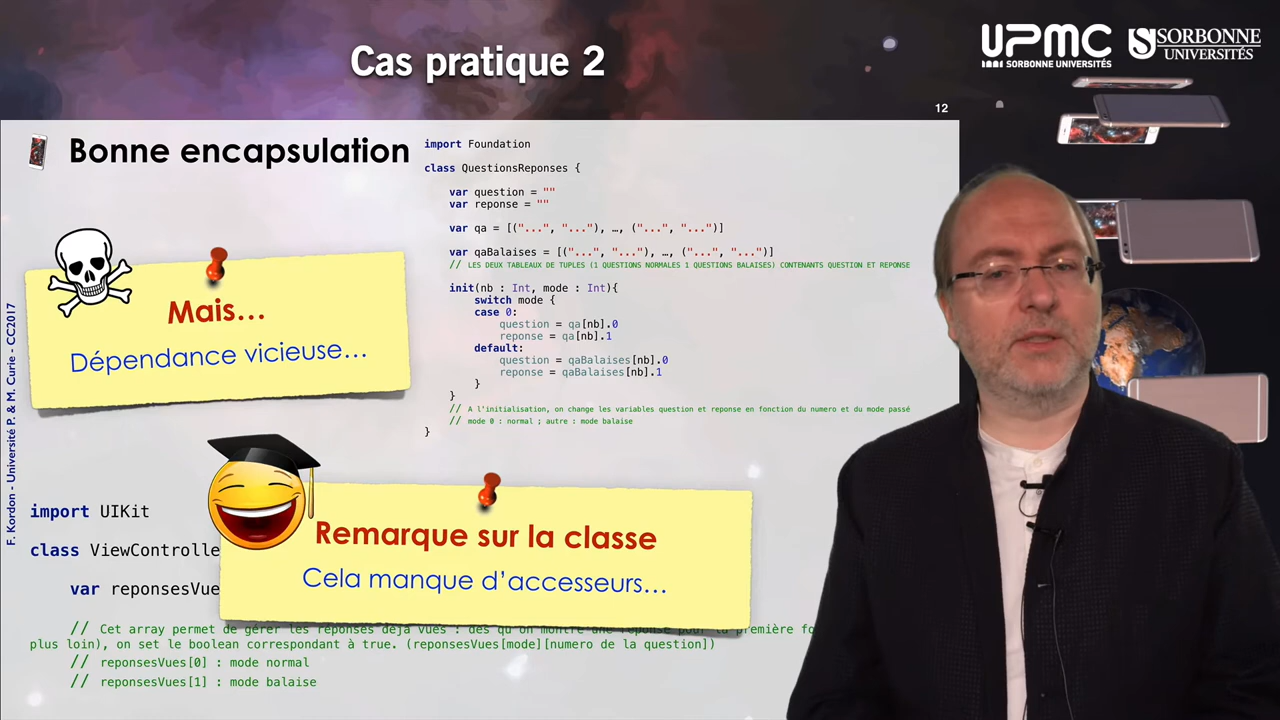 Cas pratique 2
UPMC
SORBONNE UNIVERSITÉS
SORBONNE
UNIVERSITÉS
12
Bonne encapsulation
import Foundation
class QuestionsReponses {
var question = ""
var reponse = ""
var qa = [("...", "..."), …, ("...", "...")]
var qaBalaises = [("...", "..."), …, ("...", "...")]
// LES DEUX TABLEAUX DE TUPLES (1 QUESTIONS NORMALES 1 QUESTIONS BALAISES) CONTENANTS QUESTION ET REPONSE
init(nb : Int, mode : Int){
switch mode {
case 0:
question = qa[nb].0
reponse = qa[nb].1
default:
question = qaBalaises[nb].0
reponse = qaBalaises[nb].1
}
}
// A l'initialisation, on change les variables question et reponse en fonction du numero et du mode passé
// mode 0 : normal ; autre : mode balaise
}
Mais…
Dépendance vicieuse…
F. Kordon - Université P. & M. Curie - CC2017
Remarque sur la classe
Cela manque d'accesseurs…
import UIKit
class ViewControlle
var reponsesVue
// Cet array permet de gérer les réponses déjà vues : dès qu'on montre une réponse pour la première fo
plus loin), on set le boolean correspondant à true. (reponsesVues[mode][numero de la question])
// reponsesVues[0] : mode normal
// reponsesVues[1] : mode balaise